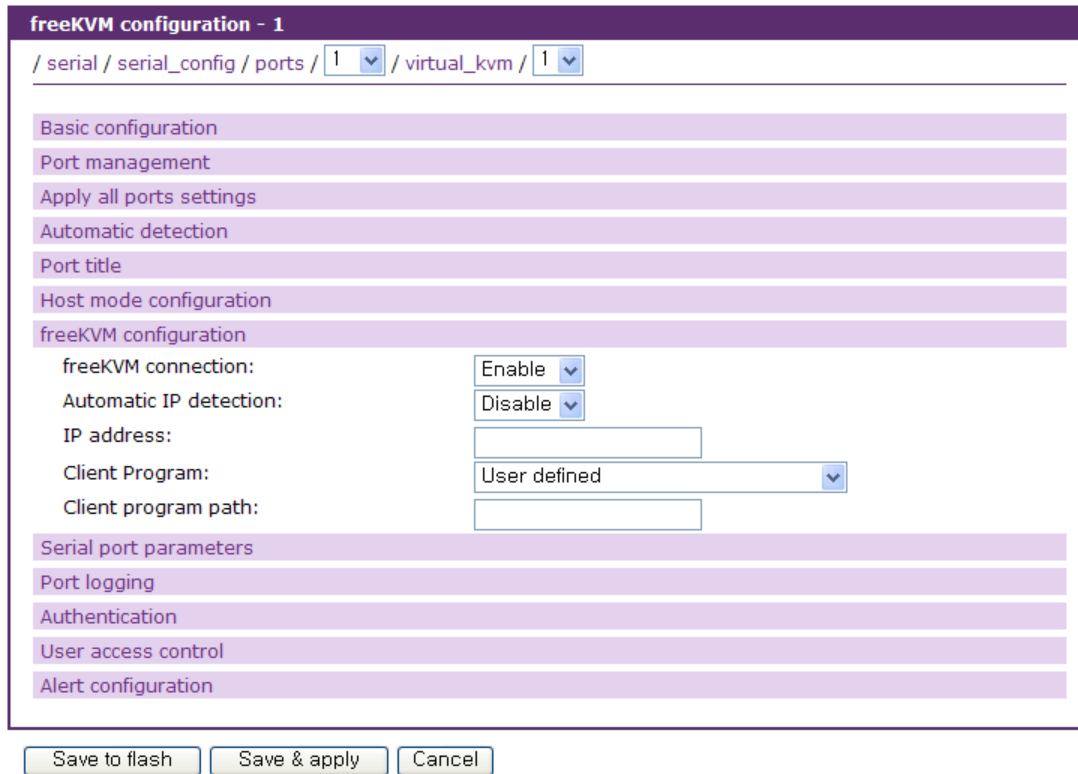 freeKVM configuration - 1
/ serial / serial_config / ports / 1 / virtual_kvm / 1
Basic configuration
Port management
Apply all ports settings
Automatic detection
Port title
Host mode configuration
freeKVM configuration
freeKVM connection: Enable
Automatic IP detection: Disable
IP address:
Client Program: User defined
Client program path:
Serial port parameters
Port logging
Authentication
User access control
Alert configuration
Save to flash Save & apply Cancel